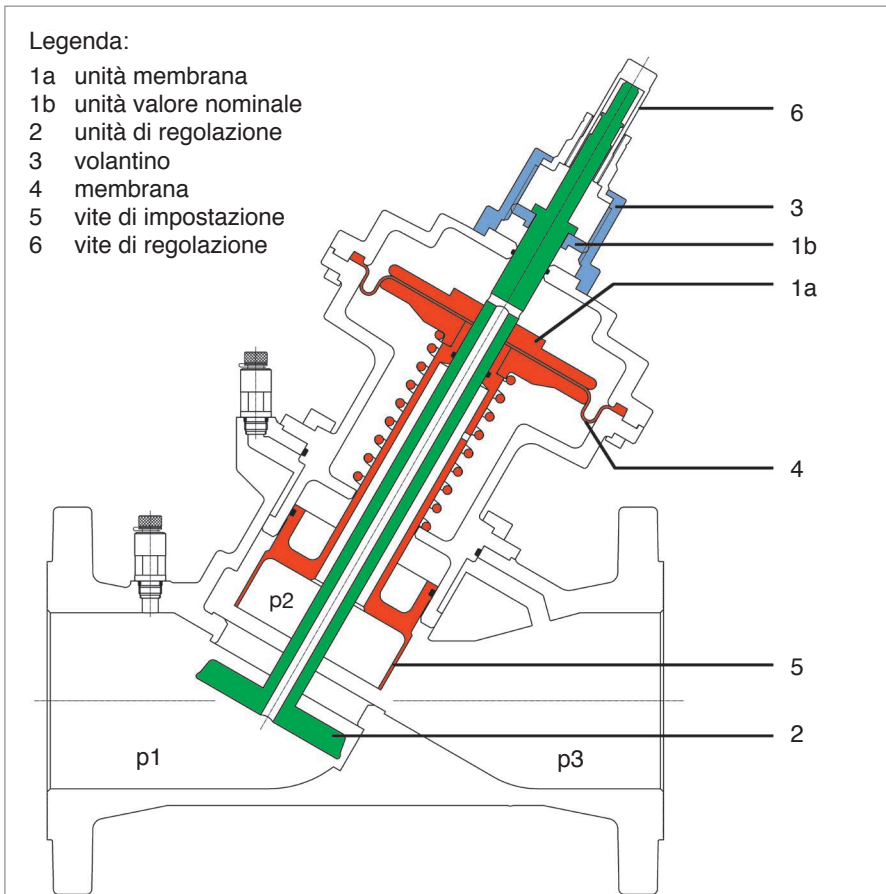 Legenda:
1a unità membrana
1b unità valore nominale
2 unità di regolazione
3 volantino
4 membrana
5 vite di impostazione
6 vite di regolazione
6
3
1b
1a
4
p2
5
2
p1
p3